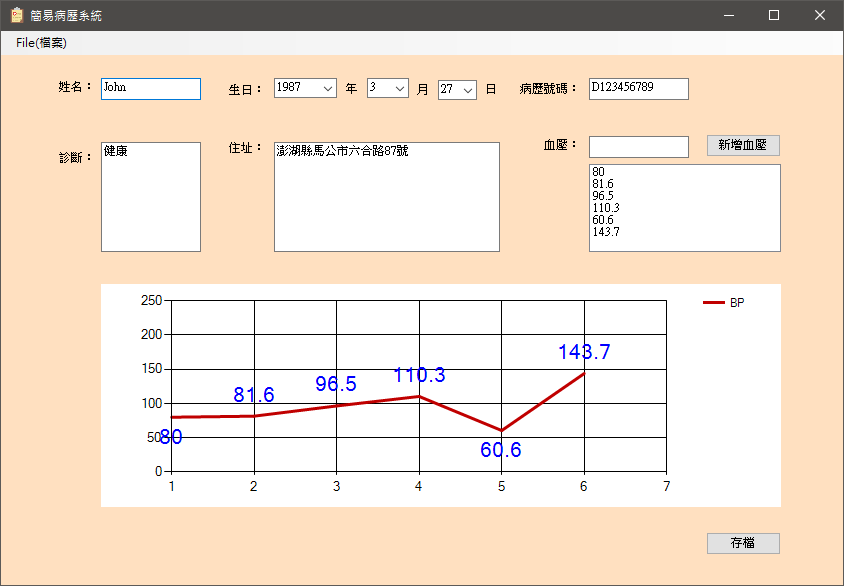 簡易病歷系統
File(檔案)
姓名： John 生日： 1987 年 3 月 27 日 病歷號碼： D123456789
診斷： 健康 住址： 澎湖縣馬公市六合路87號 血壓： 新增血壓
80
81.6
96.5
110.3
60.6
143.7
BP
250
200
150
100
50
0
80
81.6
96.5
110.3
60.6
143.7
1 2 3 4 5 6 7
存檔